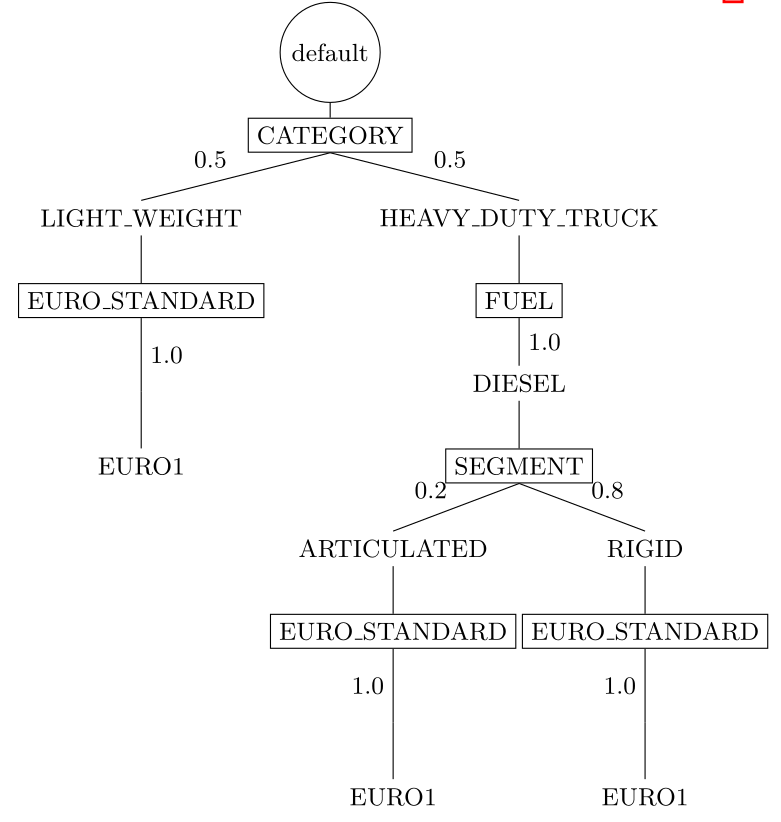 default
CATEGORY
0.5 0.5
LIGHT_WEIGHT HEAVY_DUTY_TRUCK
EURO_STANDARD FUEL
1.0 1.0
DIESEL
EURO1 SEGMENT
0.2 0.8
ARTICULATED RIGID
EURO_STANDARD EURO_STANDARD
1.0 1.0
EURO1 EURO1